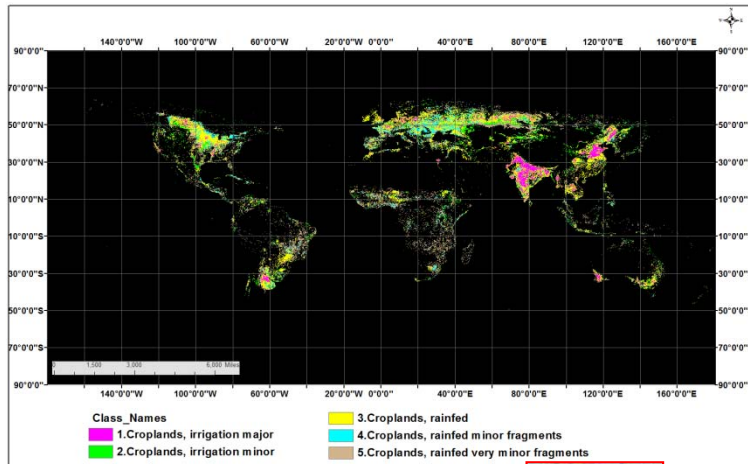 140°0'0"W 100°0'0"W 60°0'0"W 20°0'0"W 0°0'0" 40°0'0"E 80°0'0"E 120°0'0"E 160°0'0"E
90°0'0"N 90°0'0"N
70°0'0"N 70°0'0"N
50°0'0"N 50°0'0"N
30°0'0"N 30°0'0"N
10°0'0"N 10°0'0"N
10°0'0"S 10°0'0"S
30°0'0"S 30°0'0"S
50°0'0"S 50°0'0"S
70°0'0"S 70°0'0"S
0 1,500 3,000 6,000 Miles
90°0'0"S 90°0'0"S
140°0'0"W 100°0'0"W 60°0'0"W 20°0'0"W 0°0'0" 40°0'0"E 80°0'0"E 120°0'0"E 160°0'0"E
Class_Names
1.Croplands, irrigation major
2.Croplands, irrigation minor
3.Croplands, rainfed
4.Croplands, rainfed minor fragments
5.Croplands, rainfed very minor fragments